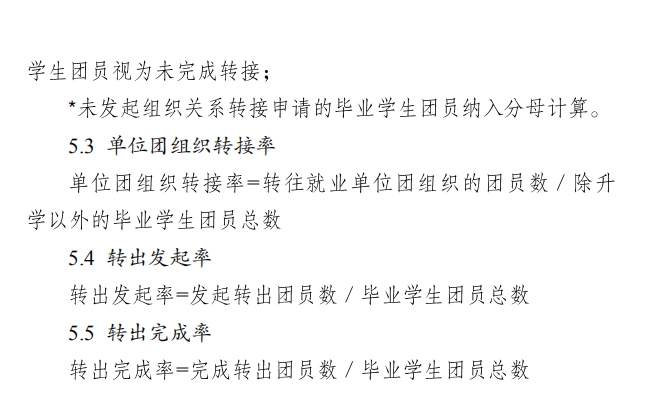 学生团员视为未完成转接；
*未发起组织关系转接申请的毕业学生团员纳入分母计算。
5.3 单位团组织转接率
单位团组织转接率=转往就业单位团组织的团员数／除升
学以外的毕业学生团员总数
5.4 转出发起率
转出发起率=发起转出团员数／毕业学生团员总数
5.5 转出完成率
转出完成率=完成转出团员数／毕业学生团员总数